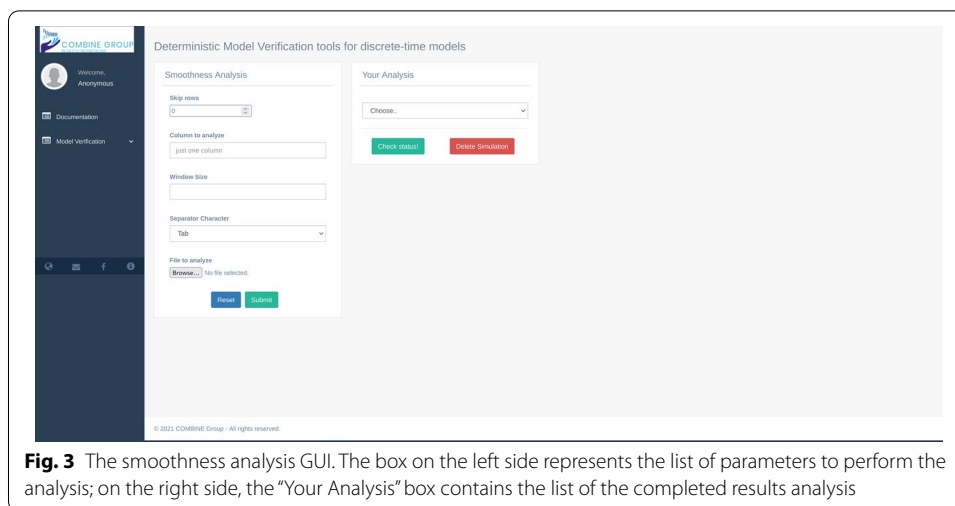 COMBINE GROUP
Welcome,
Anonymous
Documentation
Model Verification
Deterministic Model Verification tools for discrete-time models
Smoothness Analysis
Skip rows
0
Column to analyze
just one column
Window Size
Separator Character
Tab
File to analyze
Browse... No file selected.
Reset Submit
Your Analysis
Choose..
Check status! Delete Simulation
© 2021 COMBINE Group - All rights reserved.
Fig. 3 The smoothness analysis GUI. The box on the left side represents the list of parameters to perform the
analysis; on the right side, the “Your Analysis” box contains the list of the completed results analysis